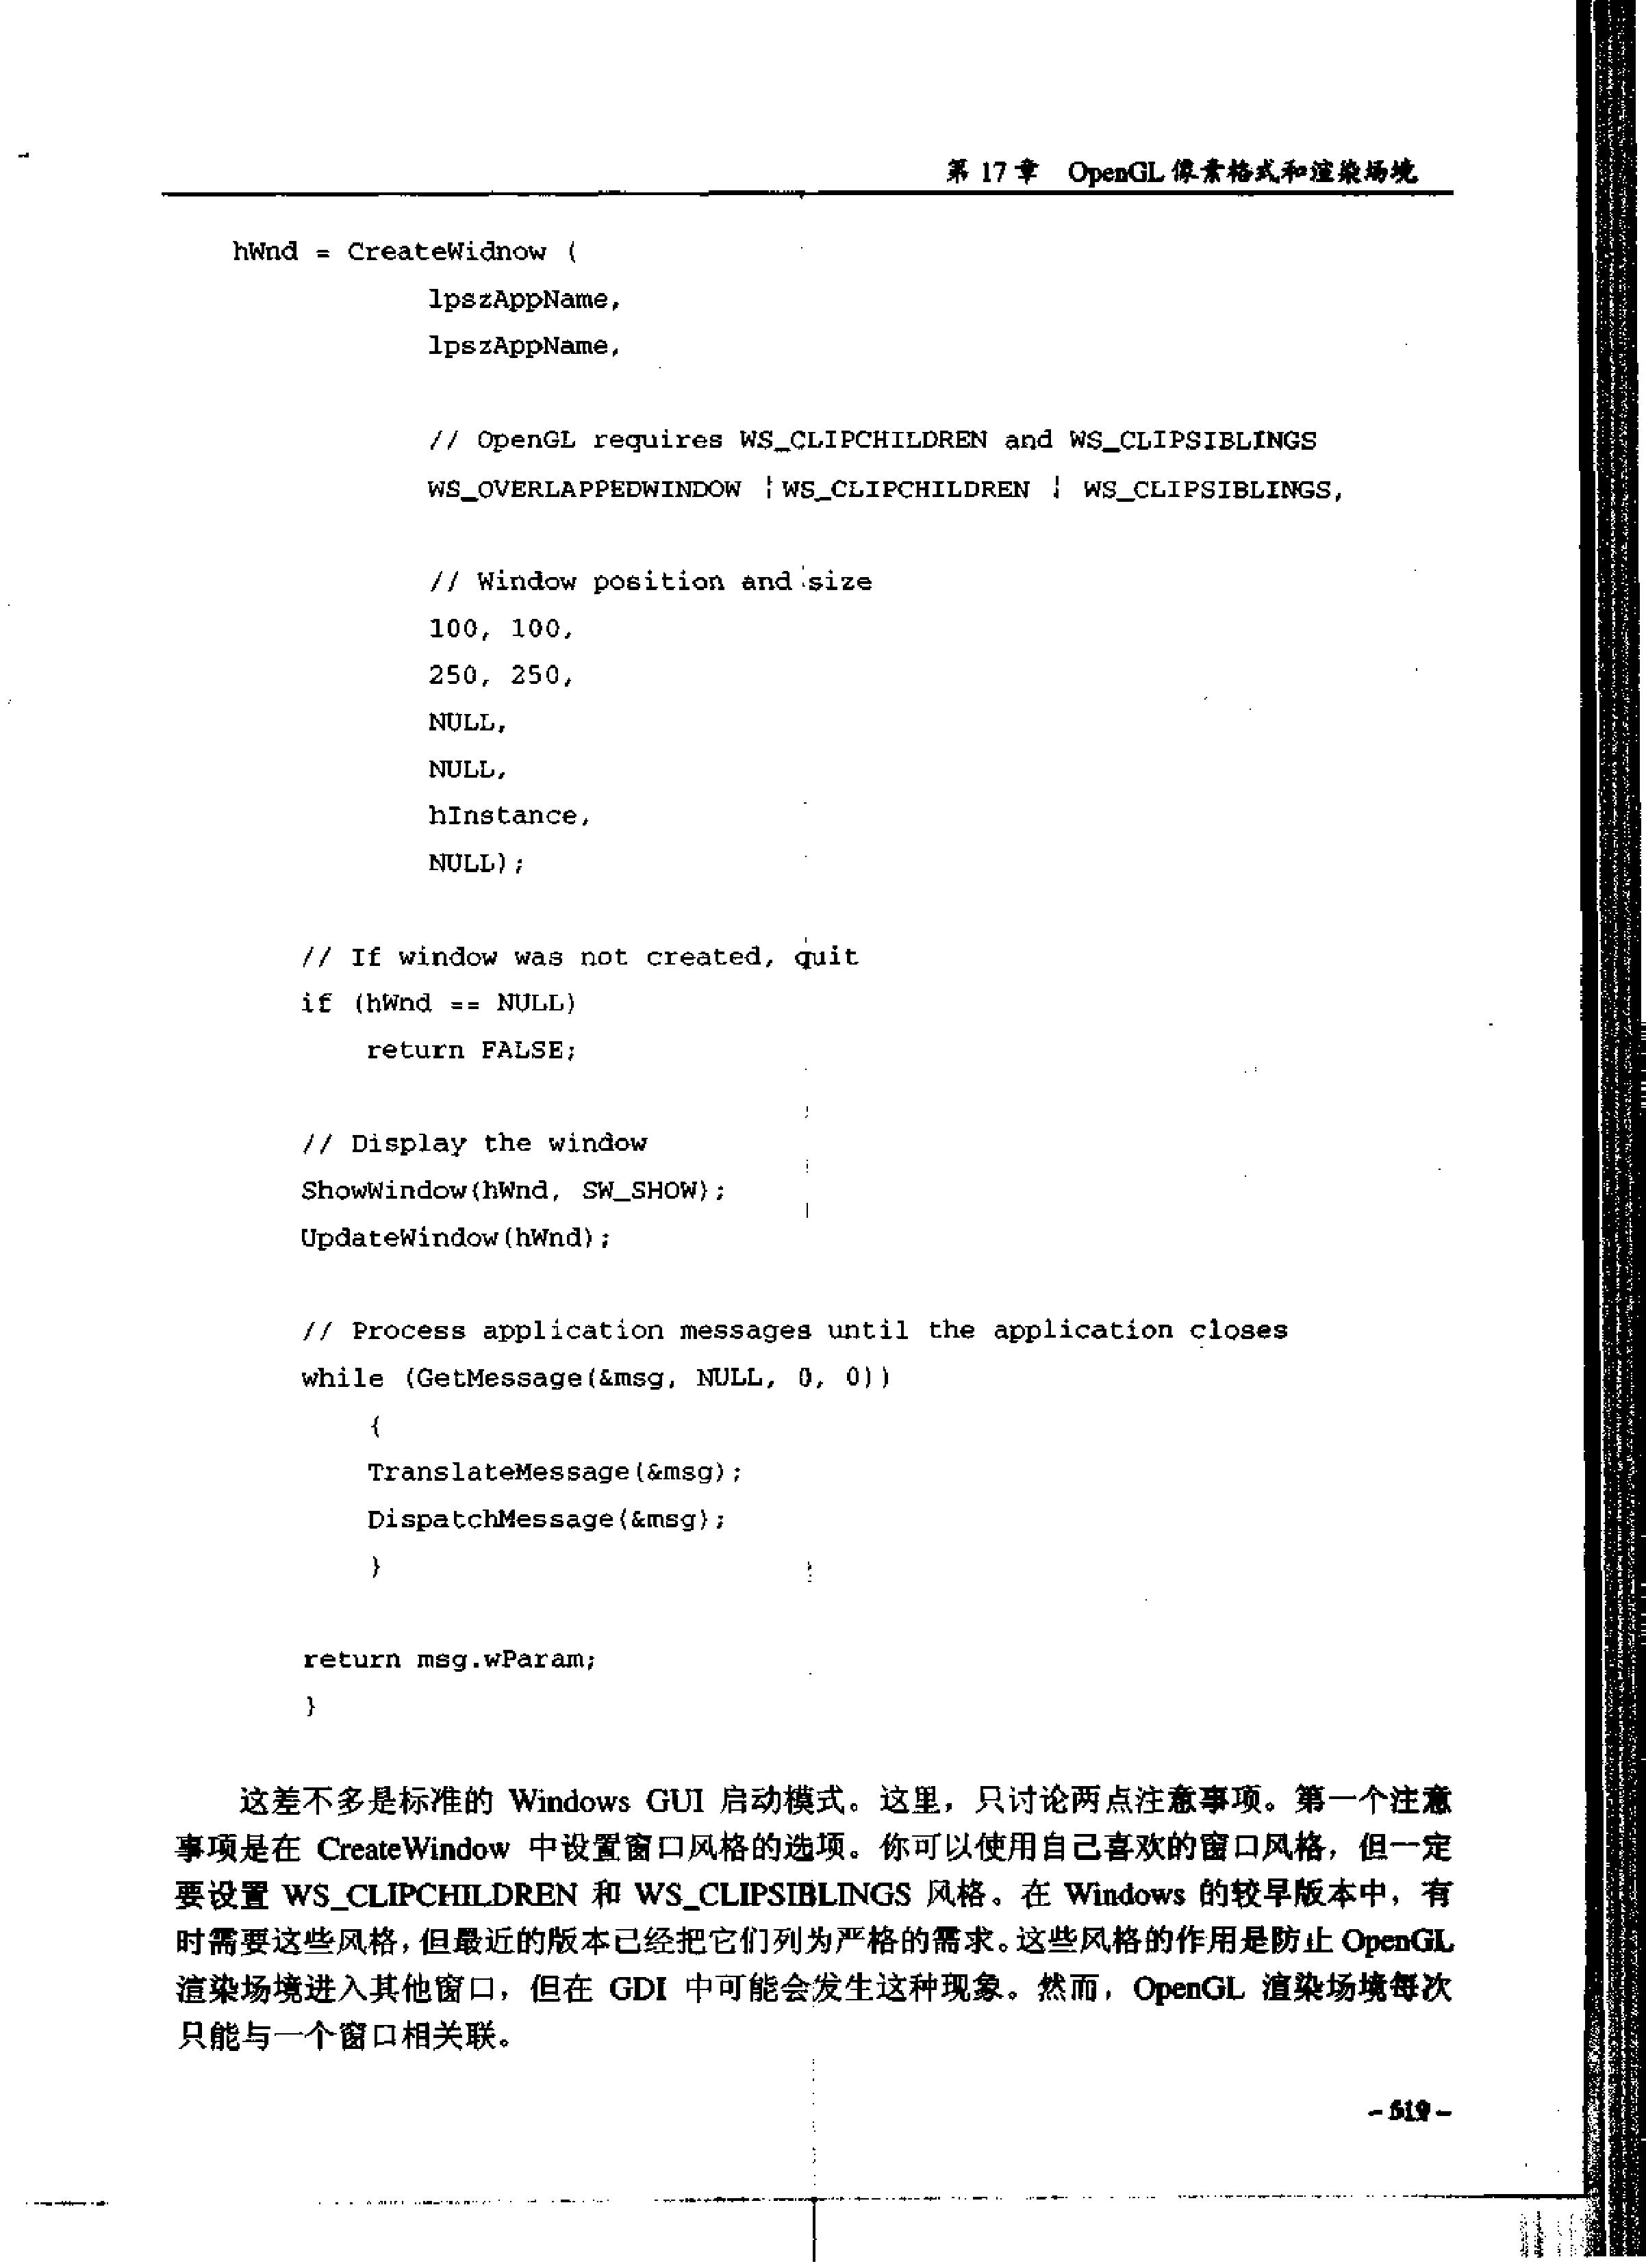 第 17 章 OpenGL 像素格式和渲染场境
hWnd = CreateWidnow (
lpszAppName,
lpszAppName,
// OpenGL requires WS_CLIPCHILDREN and WS_CLIPSIBLINGS
WS_OVERLAPPEDWINDOW ¦ WS_CLIPCHILDREN ¦ WS_CLIPSIBLINGS,
// Window position and size
100, 100,
250, 250,
NULL,
NULL,
hInstance,
NULL);
// If window was not created, quit
if (hWnd == NULL)
return FALSE;
// Display the window
ShowWindow(hWnd, SW_SHOW);
UpdateWindow(hWnd);
// Process application messages until the application closes
while (GetMessage(&msg, NULL, 0, 0))
{
TranslateMessage(&msg);
DispatchMessage(&msg);
}
return msg.wParam;
}
这差不多是标准的 Windows GUI 启动模式。这里，只讨论两点注意事项。第一个注意
事项是在 CreateWindow 中设置窗口风格的选项。你可以使用自己喜欢的窗口风格，但一定
要设置 WS_CLIPCHILDREN 和 WS_CLIPSIBLINGS 风格。在 Windows 的较早版本中，有
时需要这些风格，但最近的版本已经把它们列为严格的需求。这些风格的作用是防止 OpenGL
渲染场境进入其他窗口，但在 GDI 中可能会发生这种现象。然而，OpenGL 渲染场境每次
只能与一个窗口相关联。
- 519 -